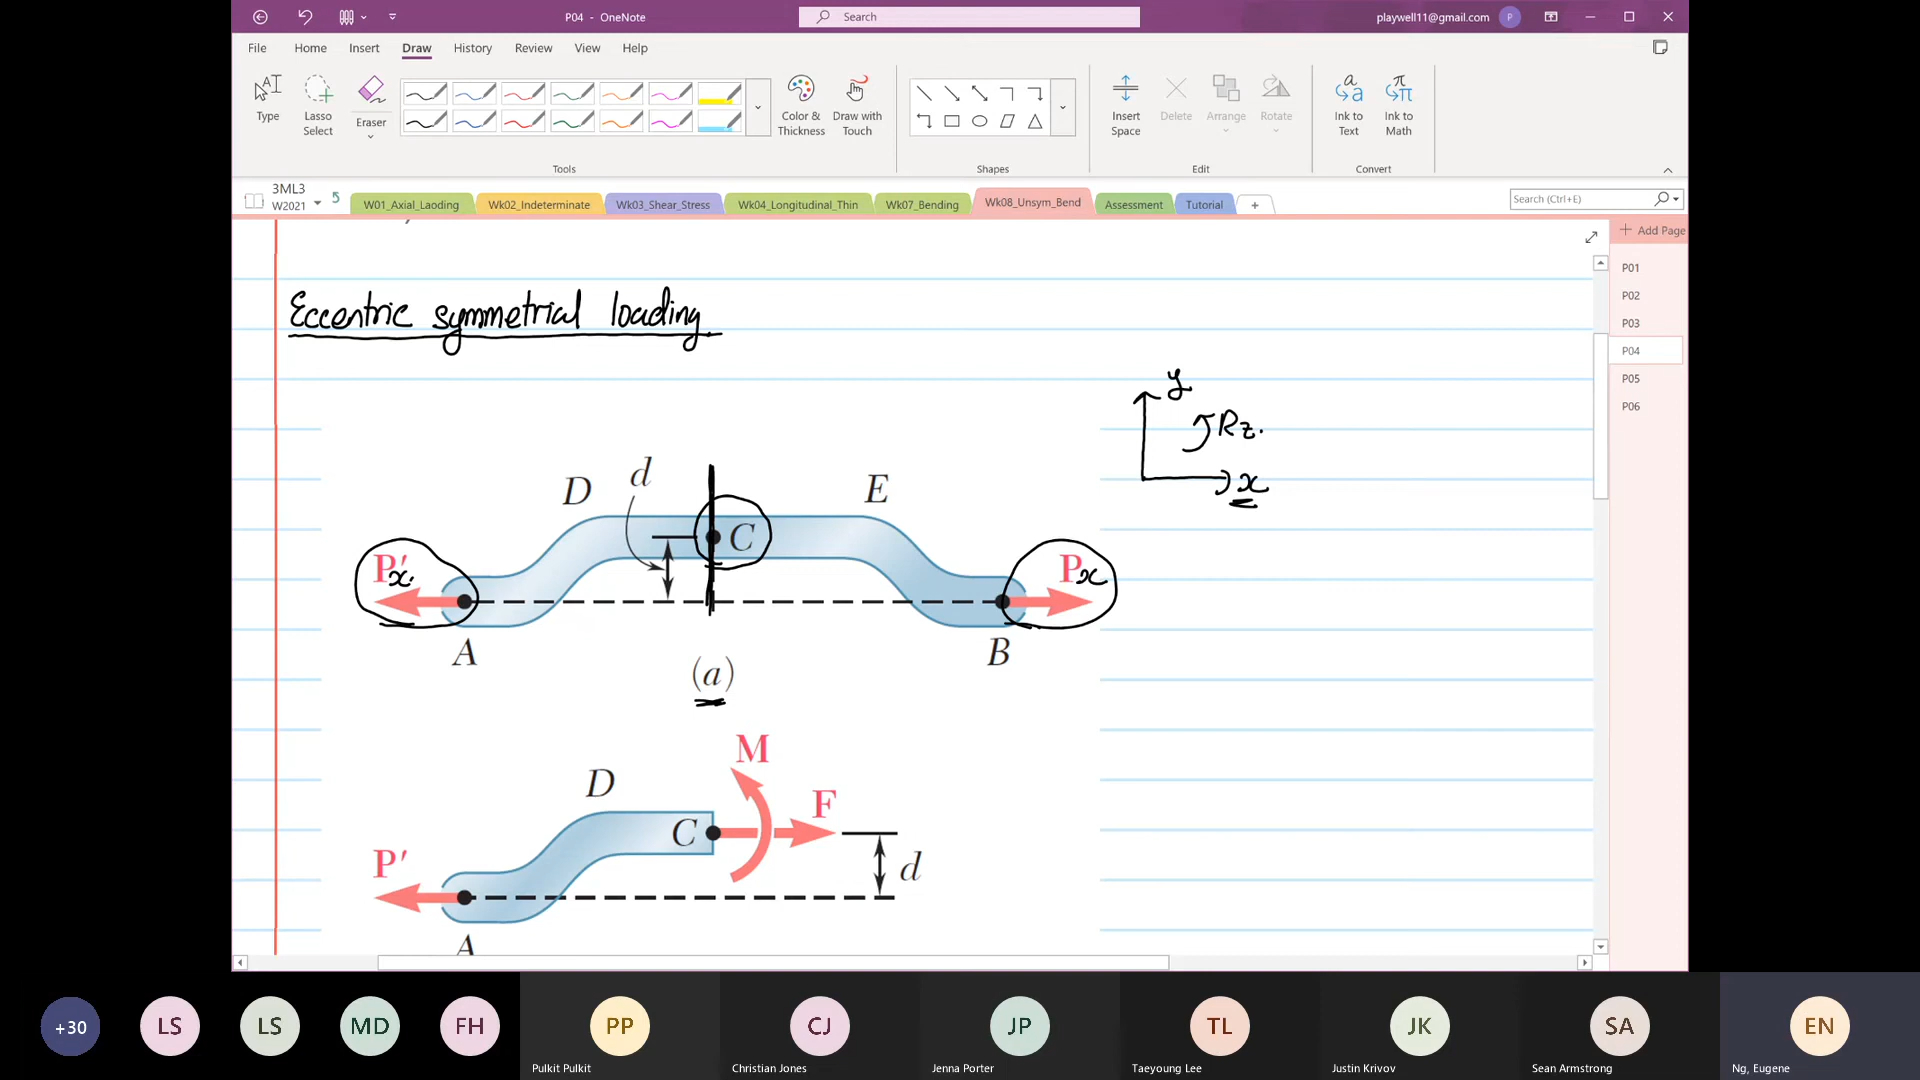 P04 - OneNote
Search
playwell11@gmail.com
P
File Home Insert Draw History Review View Help
Type
Lasso Select
Eraser
Color & Thickness
Draw with Touch
Insert Space
Delete
Arrange
Rotate
Ink to Text
Ink to Math
Tools
Shapes
Edit
Convert
3ML3 W2021
W01_Axial_Laoding
Wk02_Indeterminate
Wk03_Shear_Stress
Wk04_Longitudinal_Thin
Wk07_Bending
Wk08_Unsym_Bend
Assessment
Tutorial
+
Search (Ctrl+E)
Add Page
P01
P02
P03
P04
P05
P06
Eccentric symmetrial loading.
y
Rz.
x
D d E
C
P' x.
P x
A B
(a)
M
D
F
C
P'
d
A
+30 LS LS MD FH PP CJ JP TL JK SA EN
Pulkit Pulkit Christian Jones Jenna Porter Taeyoung Lee Justin Krivov Sean Armstrong Ng, Eugene